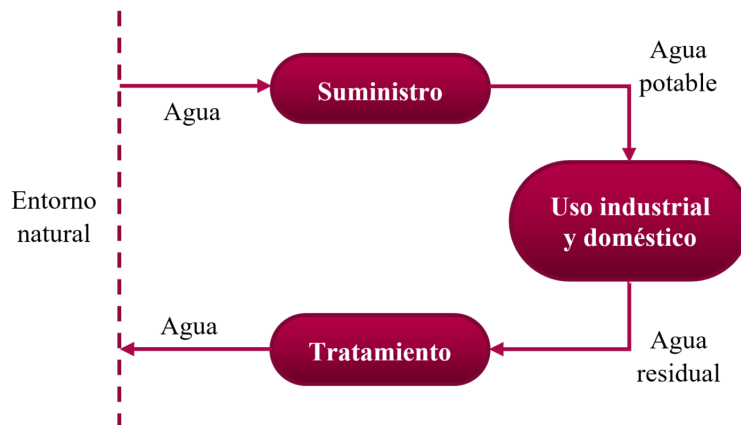 Agua
potable
Suministro
Agua
Entorno
natural
Uso industrial
y doméstico
Agua
Tratamiento
Agua
residual